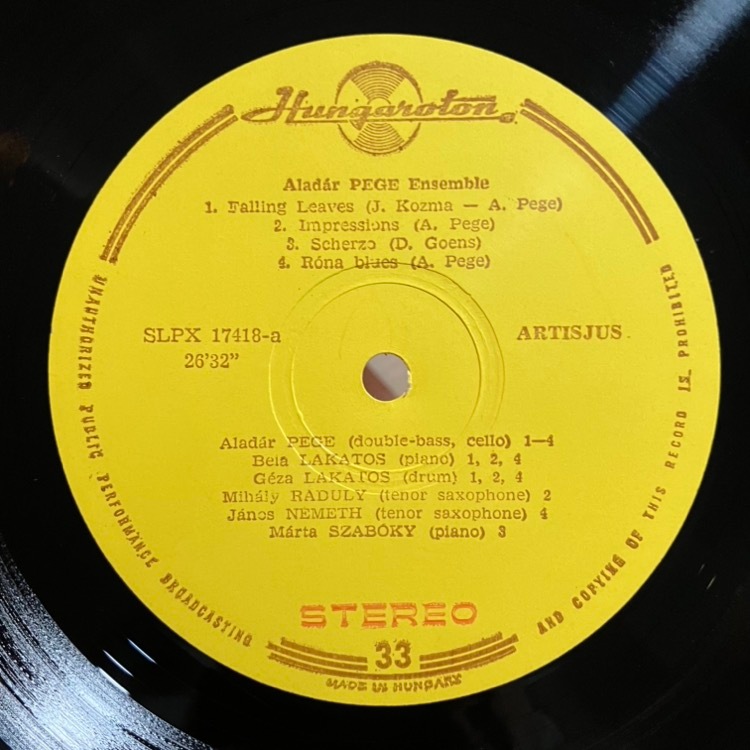 Hungaroton
Aladár PEGE Ensemble
1. Falling Leaves (J. Kozma — A. Pege)
2. Impressions (A. Pege)
3. Scherzo (D. Goens)
4. Róna blues (A. Pege)
SLPX 17418-a
26'32”
ARTISJUS
Aladár PEGE (double-bass, cello) 1—4
Bela LAKATOS (piano) 1, 2, 4
Géza LAKATOS (drum) 1, 2, 4
Mihály RADULY (tenor saxophone) 2
János NEMETH (tenor saxophone) 4
Márta SZABÓKY (piano) 3
STEREO
33
MADE IN HUNGARY
UNAUTHORIZED PUBLIC PERFORMANCE BROADCASTING AND COPYING OF THIS RECORD IS PROHIBITED